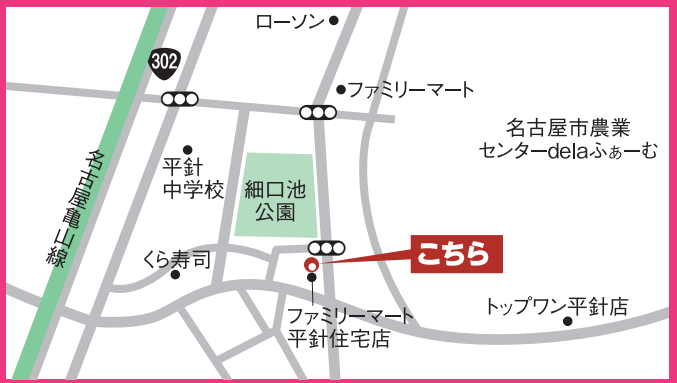 ローソン
302
ファミリーマート
名古屋市農業
センターdelaふぁーむ
平針
中学校
細口池
公園
名古屋亀山線
くら寿司
こちら
トップワン平針店
ファミリーマート
平針住宅店